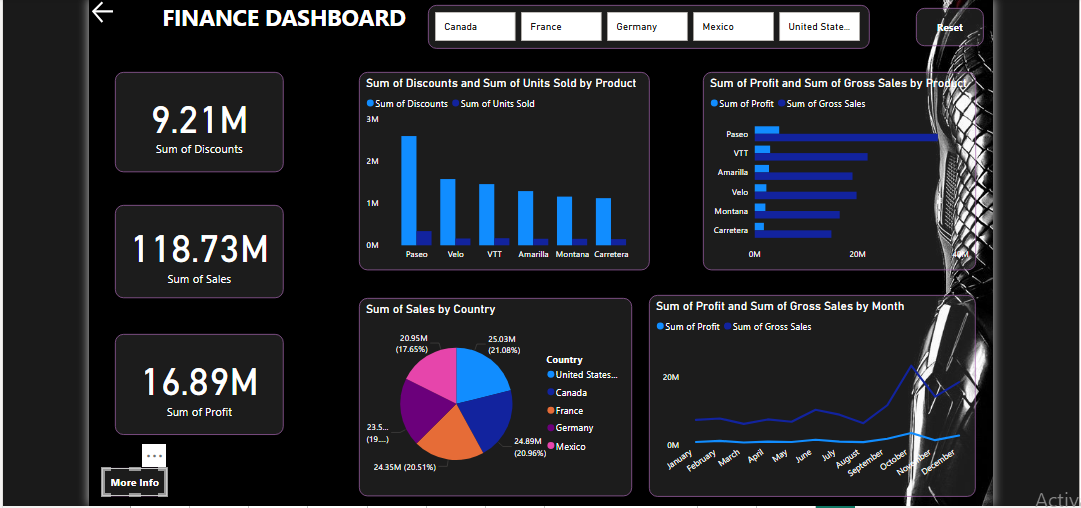 FINANCE DASHBOARD
Canada
France
Germany
Mexico
United State...
Reset
9.21M
Sum of Discounts
118.73M
Sum of Sales
16.89M
Sum of Profit
More Info
Sum of Discounts and Sum of Units Sold by Product
Sum of Discounts Sum of Units Sold
3M
2M
1M
0M
Paseo Velo VTT Amarilla Montana Carretera
Sum of Profit and Sum of Gross Sales by Product
Sum of Profit Sum of Gross Sales
Paseo
VTT
Amarilla
Velo
Montana
Carretera
0M 20M 40M
Sum of Sales by Country
20.95M
(17.65%)
25.03M
(21.08%)
23.5...
(19....)
24.89M
(20.96%)
24.35M (20.51%)
Country
United States...
Canada
France
Germany
Mexico
Sum of Profit and Sum of Gross Sales by Month
Sum of Profit Sum of Gross Sales
20M
0M
January February March April May June July August September October November December
Activ